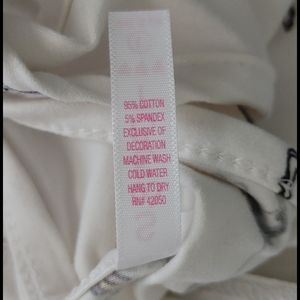 95% COTTON
5% SPANDEX
EXCLUSIVE OF
DECORATION
MACHINE WASH
COLD WATER
HANG TO DRY
RN# 42050